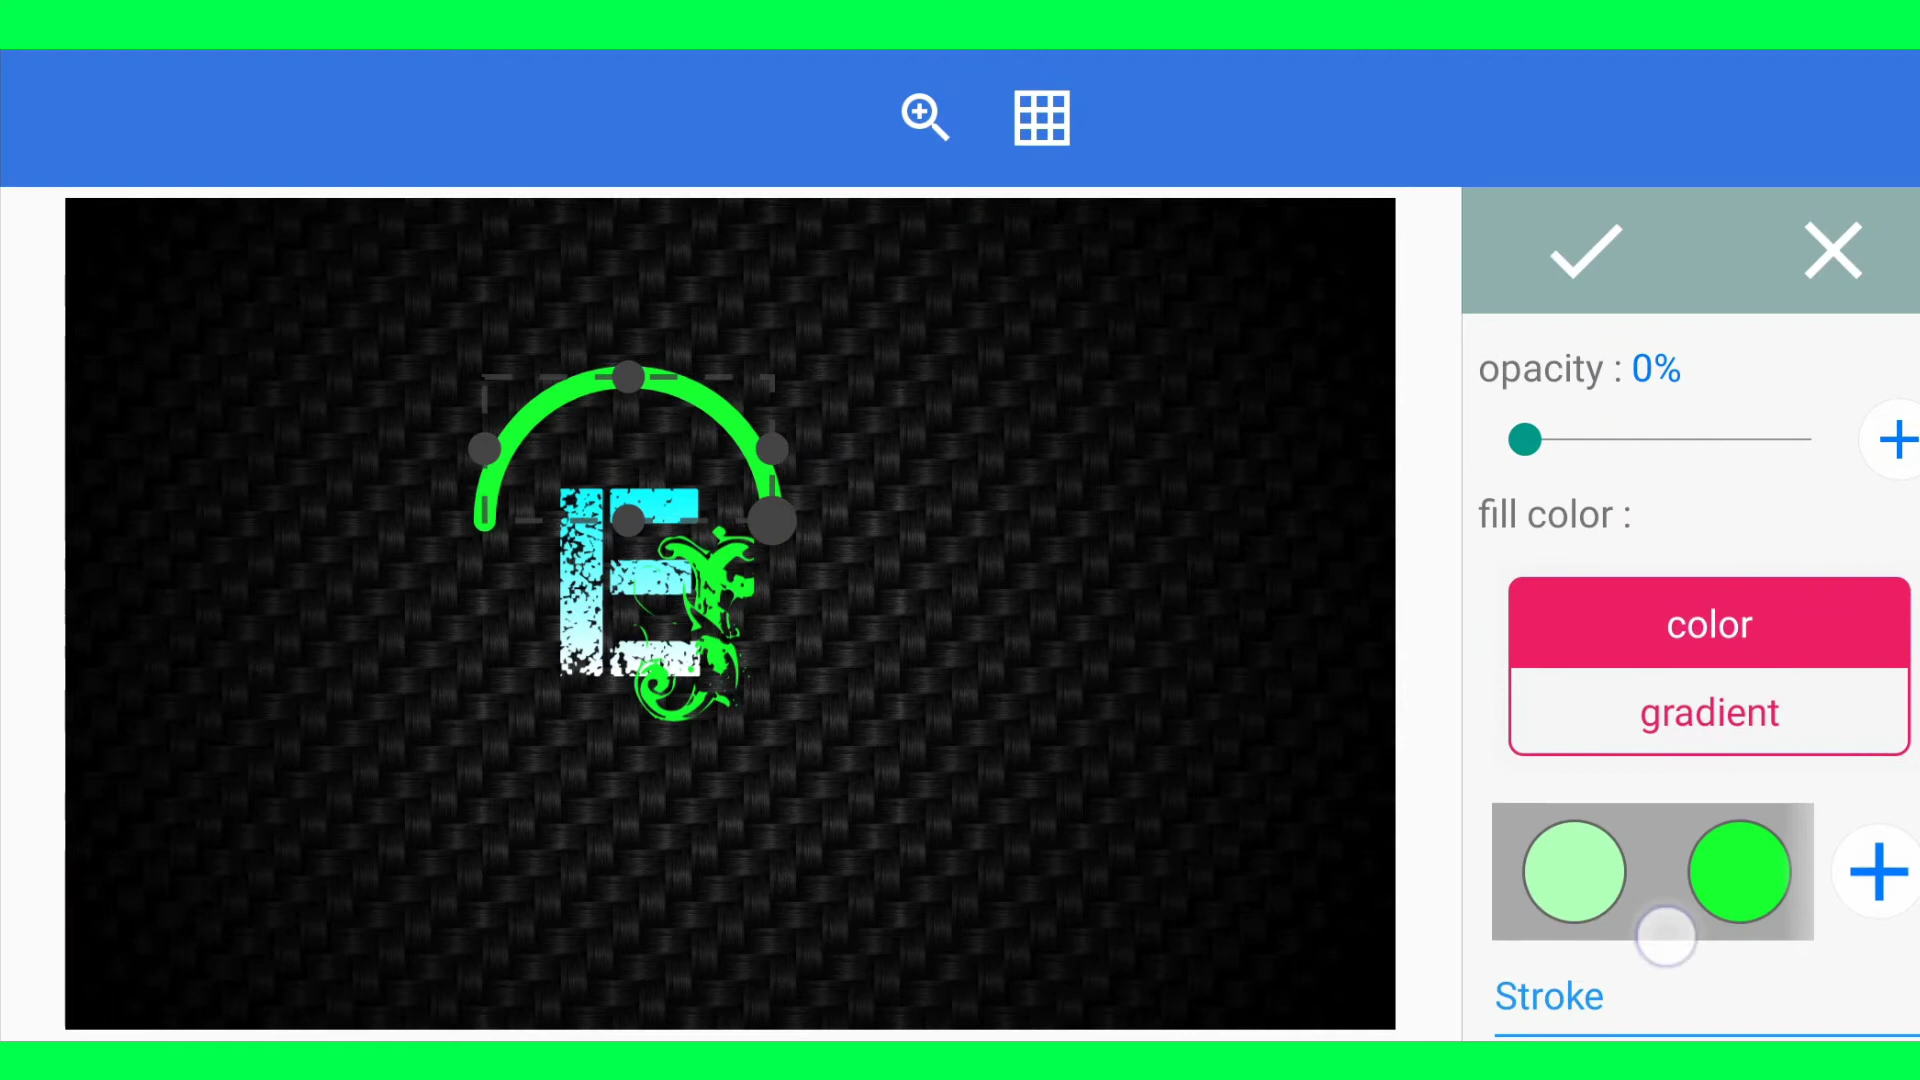 opacity : 0%
fill color :
color
gradient
Stroke
E